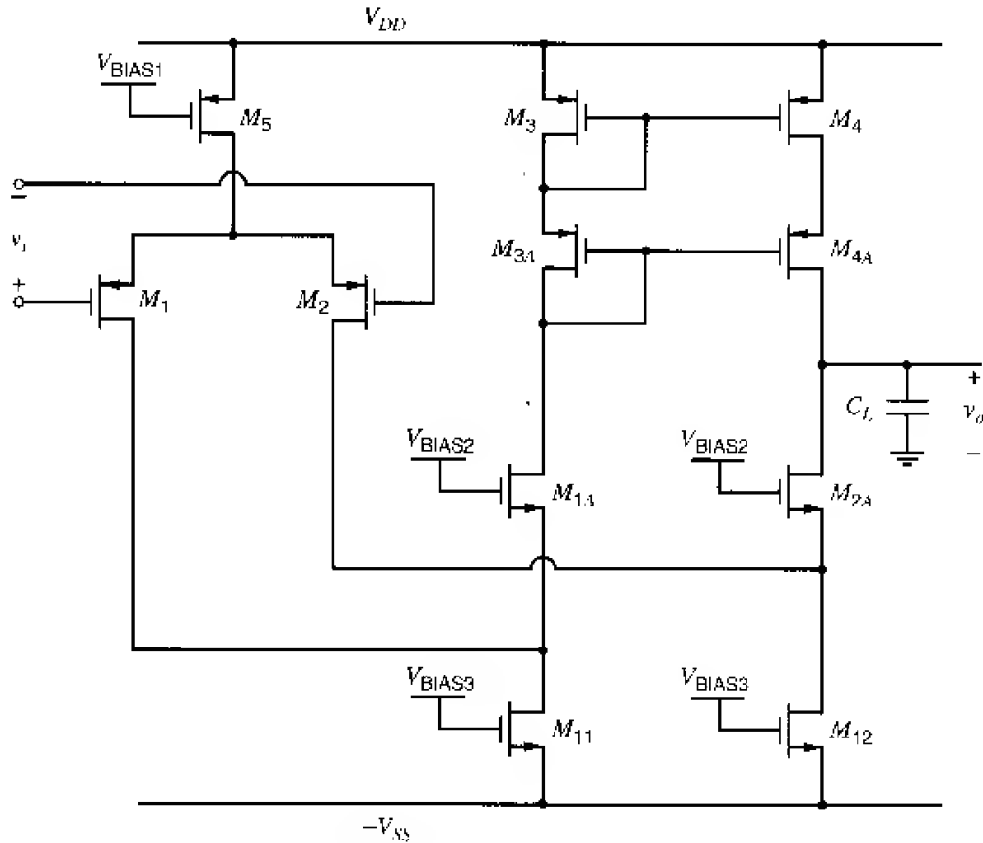 V_DD
V_BIAS1
M_5
M_3
M_4
−
v_i
+
M_1
M_2
M_3A
M_4A
C_L
+
v_o
−
V_BIAS2
V_BIAS2
M_1A
M_2A
V_BIAS3
V_BIAS3
M_11
M_12
−V_SS